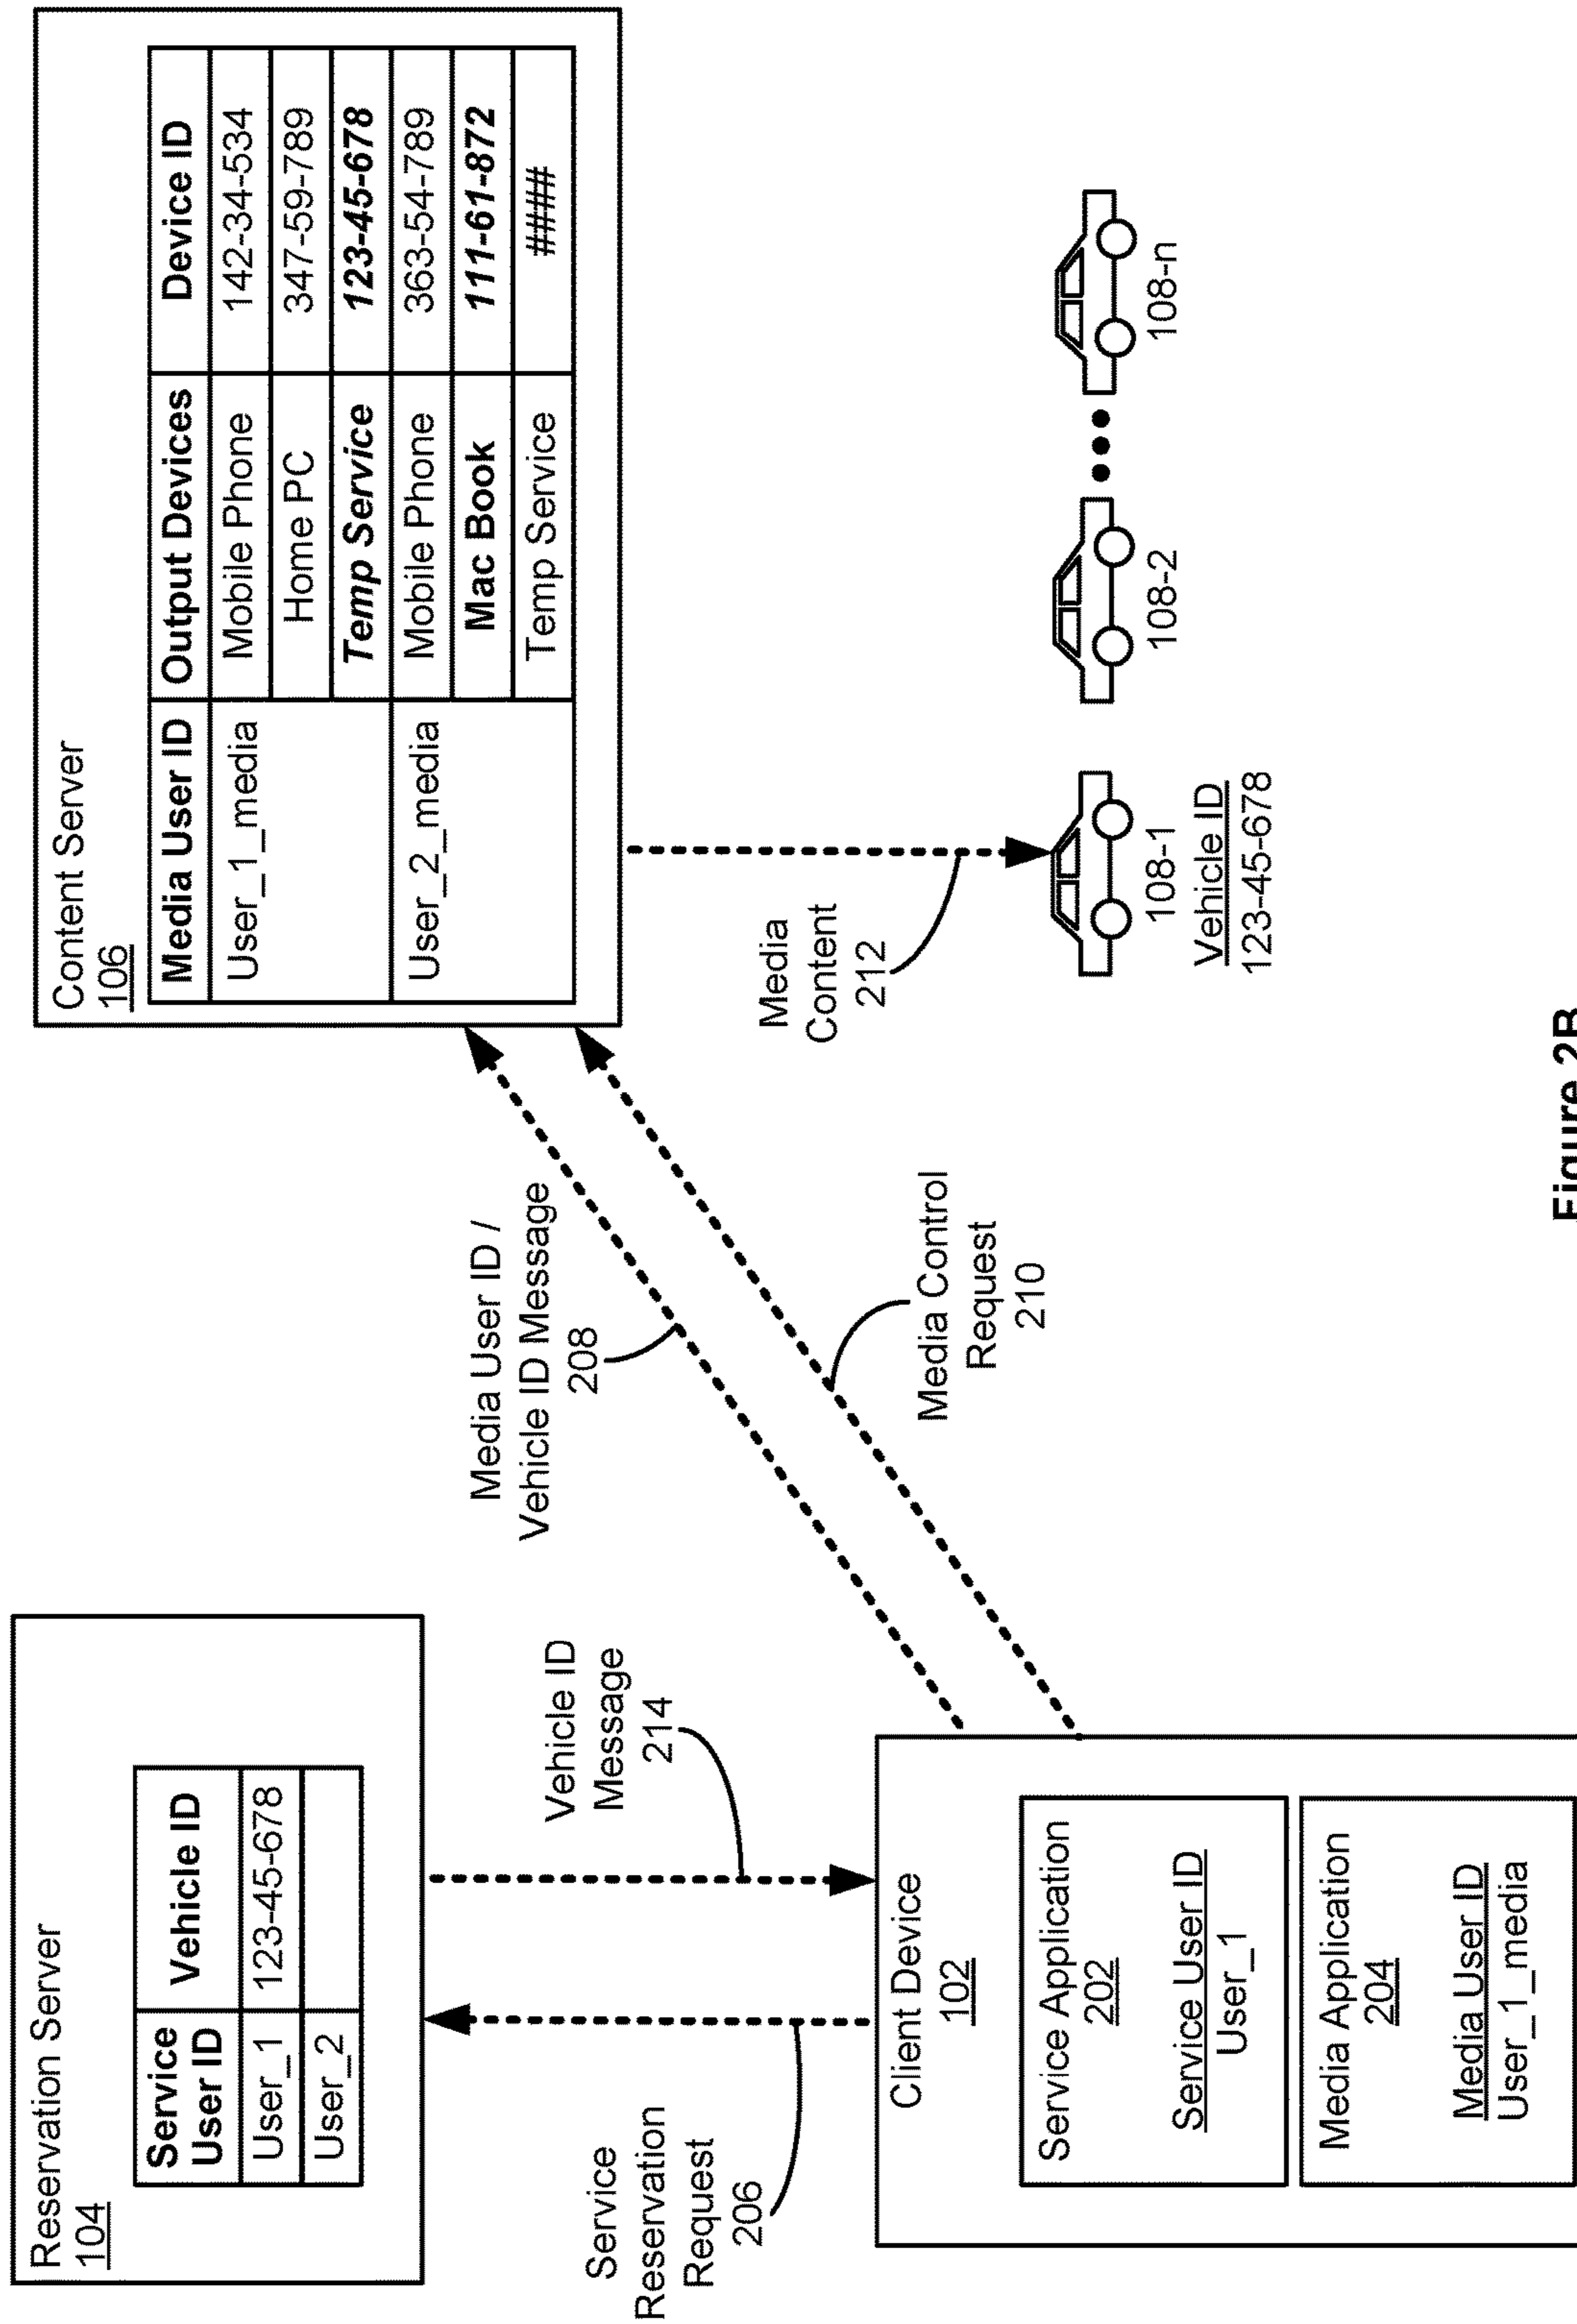 Reservation Server
104
Service
User ID
Vehicle ID
User_1
123-45-678
User_2
Content Server
106
Media User ID
Output Devices
Device ID
User_1_media
Mobile Phone
142-34-534
Home PC
347-59-789
Temp Service
123-45-678
User_2_media
Mobile Phone
363-54-789
Mac Book
111-61-872
Temp Service
####
Service
Reservation
Request
206
Vehicle ID
Message
214
Media User ID /
Vehicle ID Message
208
Media Control
Request
210
Media
Content
212
Client Device
102
Service Application
202
Service User ID
User_1
Media Application
204
Media User ID
User_1_media
108-1
Vehicle ID
123-45-678
108-2
108-n
Figure 2B